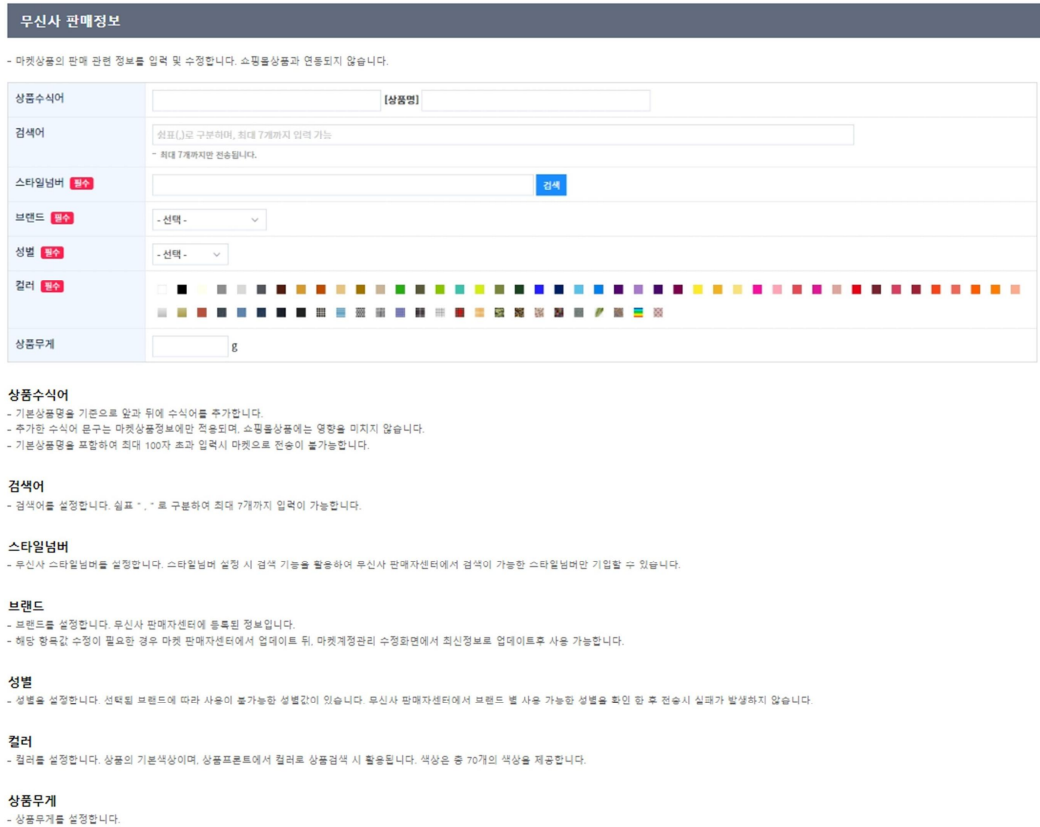 무신사 판매정보
- 마켓상품의 판매 관련 정보를 입력 및 수정합니다. 쇼핑몰상품과 연동되지 않습니다.
상품수식어 [상품명]
검색어 쉼표(,)로 구분하며, 최대 7개까지 입력 가능
- 최대 7개까지만 전송됩니다.
스타일넘버 필수 검색
브랜드 필수 - 선택 -
성별 필수 - 선택 -
컬러 필수
상품무게 g
상품수식어
- 기본상품명을 기준으로 앞과 뒤에 수식어를 추가합니다.
- 추가한 수식어 문구는 마켓상품정보에만 적용되며, 쇼핑몰상품에는 영향을 미치지 않습니다.
- 기본상품명을 포함하여 최대 100자 초과 입력시 마켓으로 전송이 불가능합니다.
검색어
- 검색어를 설정합니다. 쉼표 " , " 로 구분하여 최대 7개까지 입력이 가능합니다.
스타일넘버
- 무신사 스타일넘버를 설정합니다. 스타일넘버 설정 시 검색 기능을 활용하여 무신사 판매자센터에서 검색이 가능한 스타일넘버만 기입할 수 있습니다.
브랜드
- 브랜드를 설정합니다. 무신사 판매자센터에 등록된 정보입니다.
- 해당 항목값 수정이 필요한 경우 마켓 판매자센터에서 업데이트 뒤, 마켓계정관리 수정화면에서 최신정보로 업데이트후 사용 가능합니다.
성별
- 성별을 설정합니다. 선택된 브랜드에 따라 사용이 불가능한 성별값이 있습니다. 무신사 판매자센터에서 브랜드 별 사용 가능한 성별을 확인 한 후 전송시 실패가 발생하지 않습니다.
컬러
- 컬러를 설정합니다. 상품의 기본색상이며, 상품프론트에서 컬러로 상품검색 시 활용됩니다. 색상은 총 70개의 색상을 제공합니다.
상품무게
- 상품무게를 설정합니다.